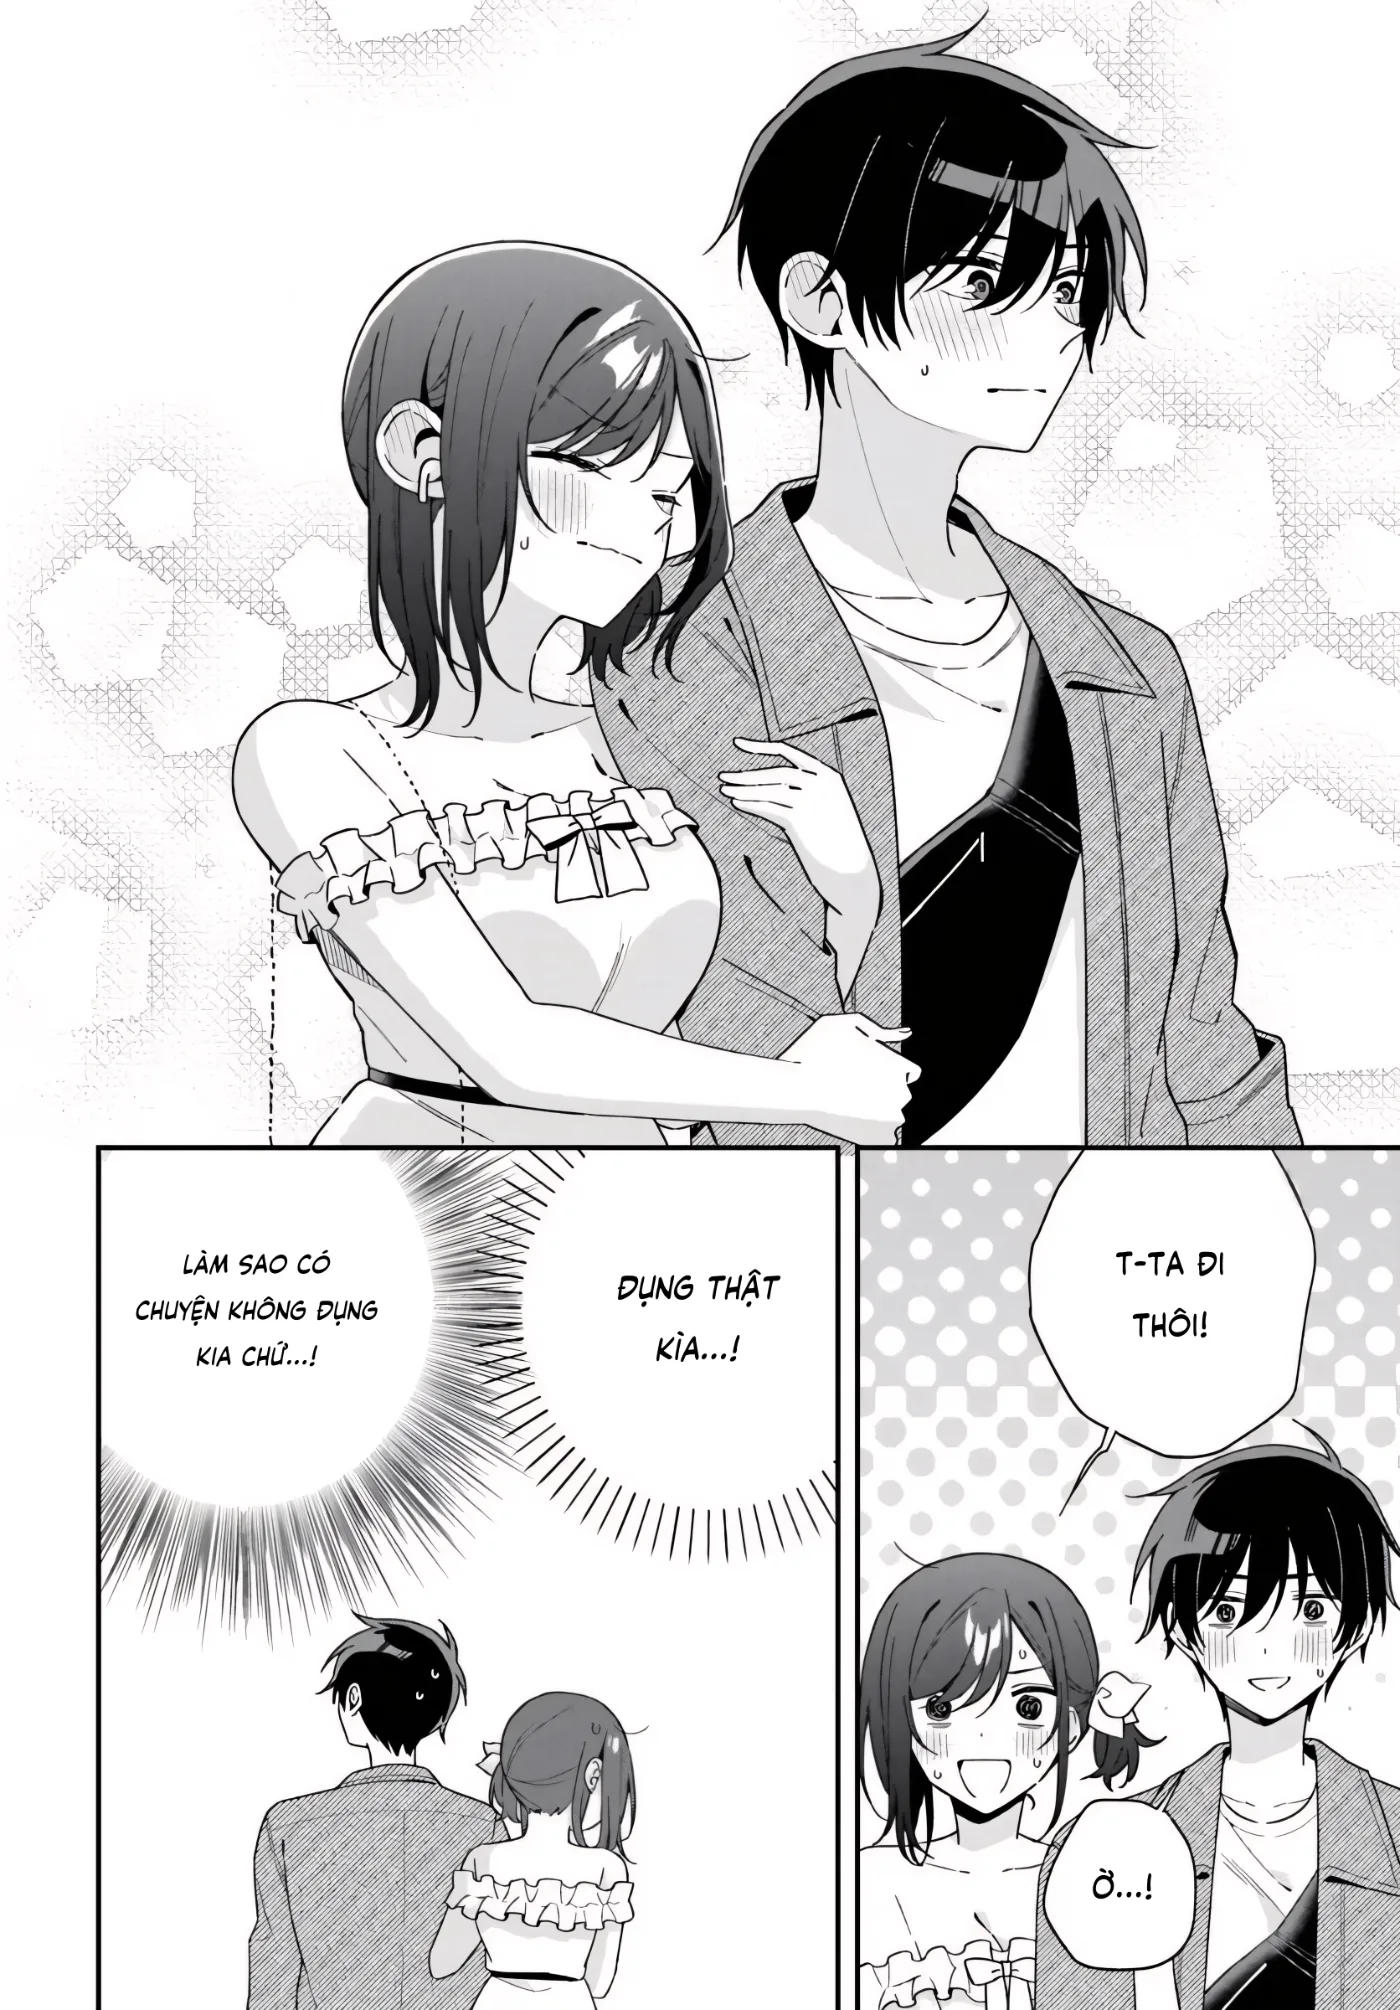 T-TA ĐI
THÔI!
Ờ...!
ĐỤNG THẬT
KÌA...!
LÀM SAO CÓ
CHUYỆN KHÔNG ĐỤNG
KIA CHỨ...!